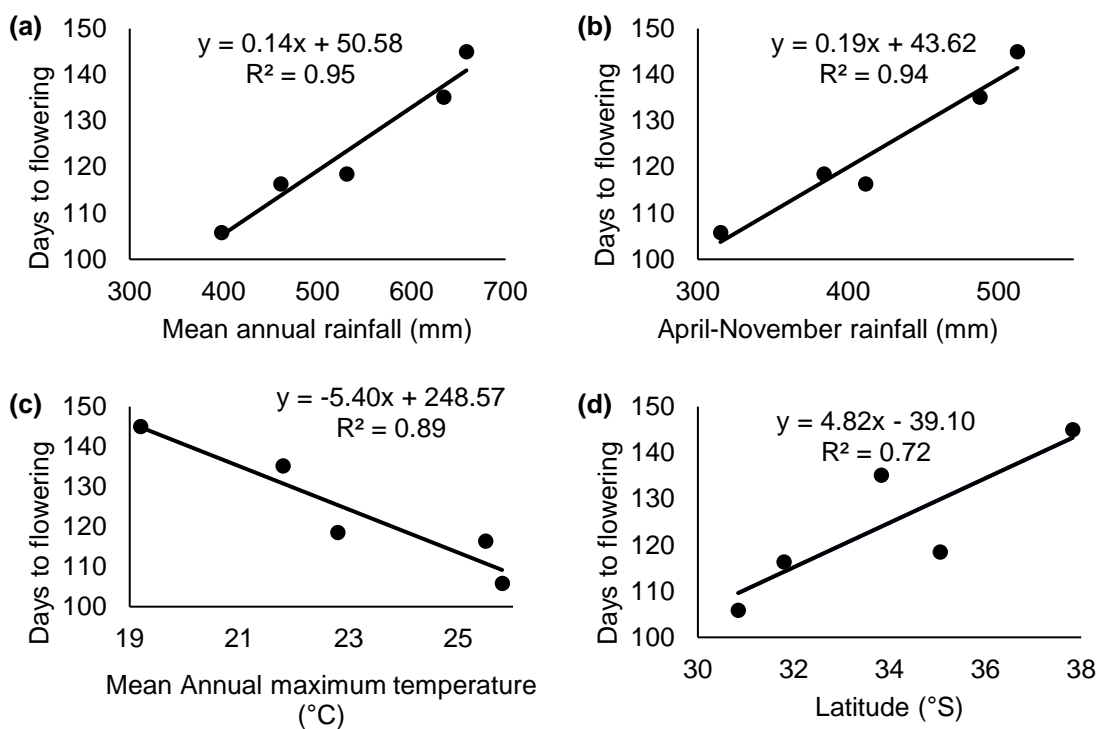 (a)
y = 0.14x + 50.58
R² = 0.95
Days to flowering
150
140
130
120
110
100
300 400 500 600 700
Mean annual rainfall (mm)
(b)
y = 0.19x + 43.62
R² = 0.94
Days to flowering
150
140
130
120
110
100
300 400 500
April-November rainfall (mm)
(c)
y = -5.40x + 248.57
R² = 0.89
Days to flowering
150
140
130
120
110
100
19 21 23 25
Mean Annual maximum temperature
(°C)
(d)
y = 4.82x - 39.10
R² = 0.72
Days to flowering
150
140
130
120
110
100
30 32 34 36 38
Latitude (°S)